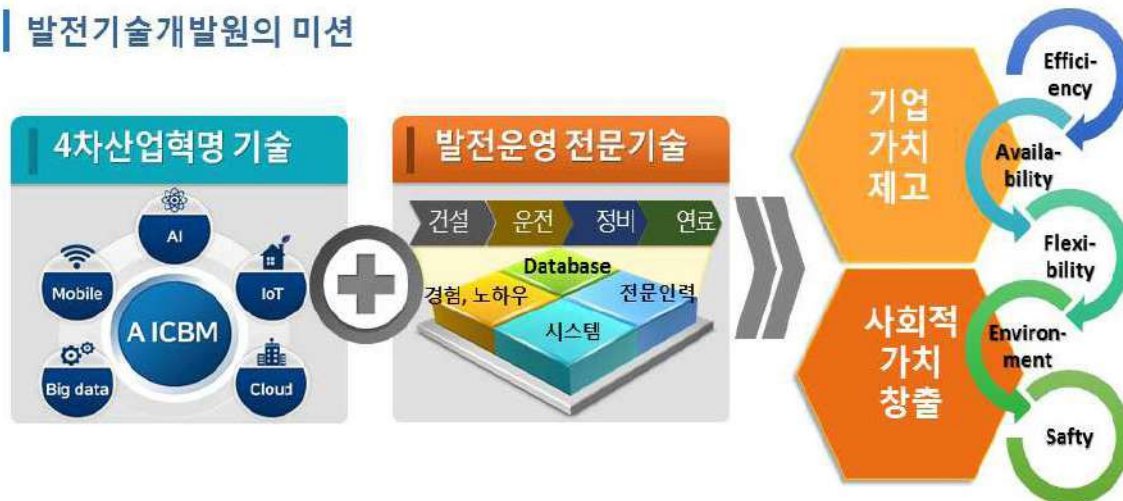 발전기술개발원의 미션
4차산업혁명 기술
AI
Mobile
IoT
A ICBM
Big data
Cloud
발전운영 전문기술
건설
운전
정비
연료
Database
경험, 노하우
전문인력
시스템
기업
가치
제고
사회적
가치
창출
Effici-
ency
Availa-
bility
Flexi-
bility
Environ-
ment
Safty